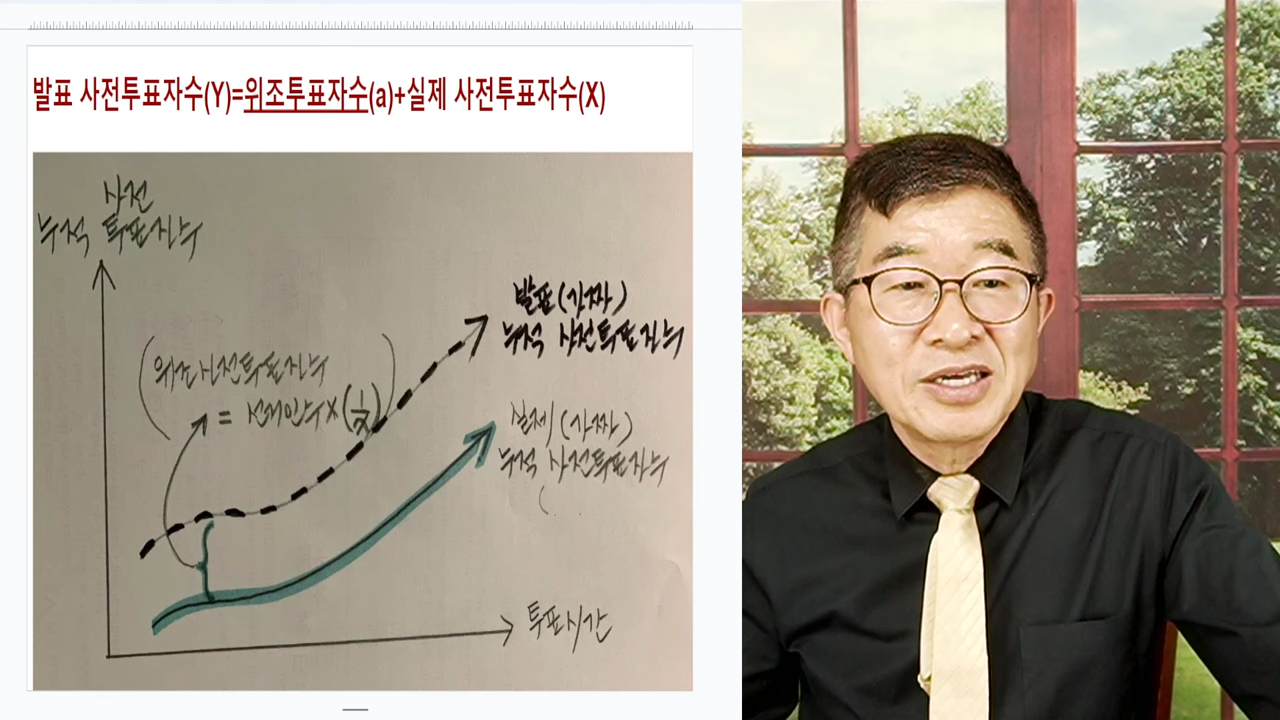 발표 사전투표자수(Y)=위조투표자수(a)+실제 사전투표자수(X)
사전
누적 투표자수
발표(가짜)
누적 사전투표자수
(위조사전투표자수
= 선거인수X(1/x))
실제(가짜)
누적 사전투표자수
투표시간